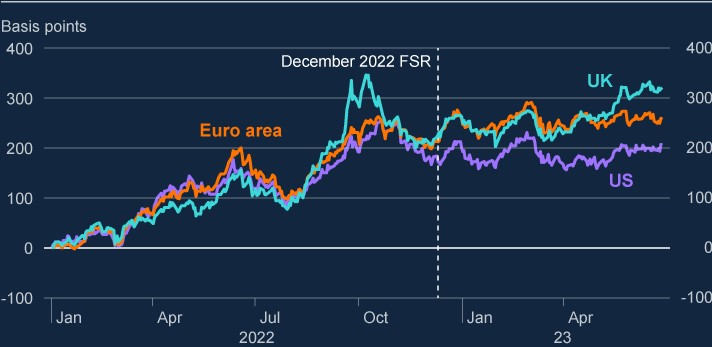 Basis points
400
400
December 2022 FSR
UK
300
300
Euro area
200
200
US
100
100
0
0
-100
-100
Jan
Apr
Jul
Oct
Jan
Apr
2022
23